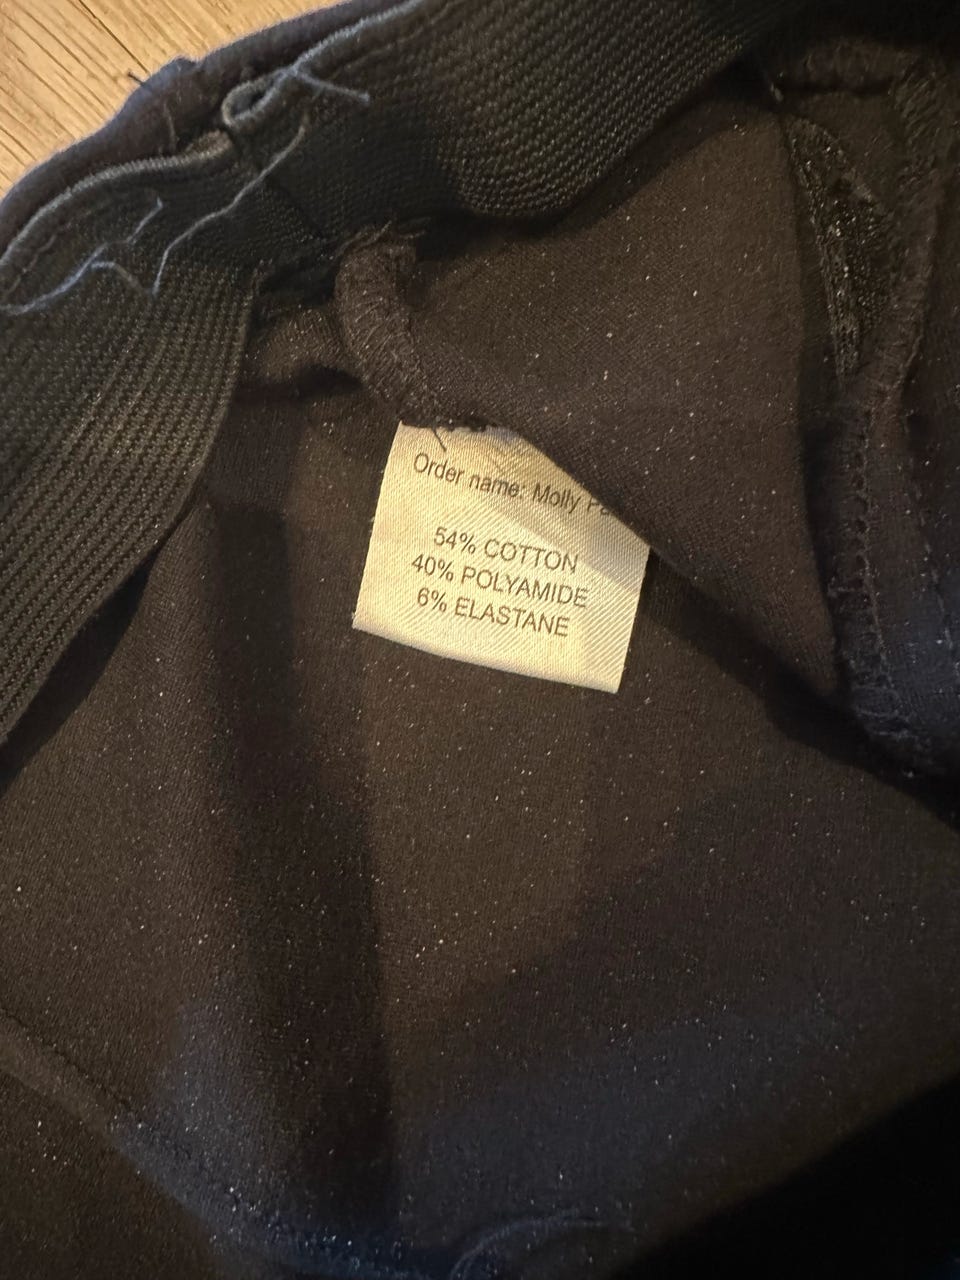 Order name: Molly
54% COTTON
40% POLYAMIDE
6% ELASTANE